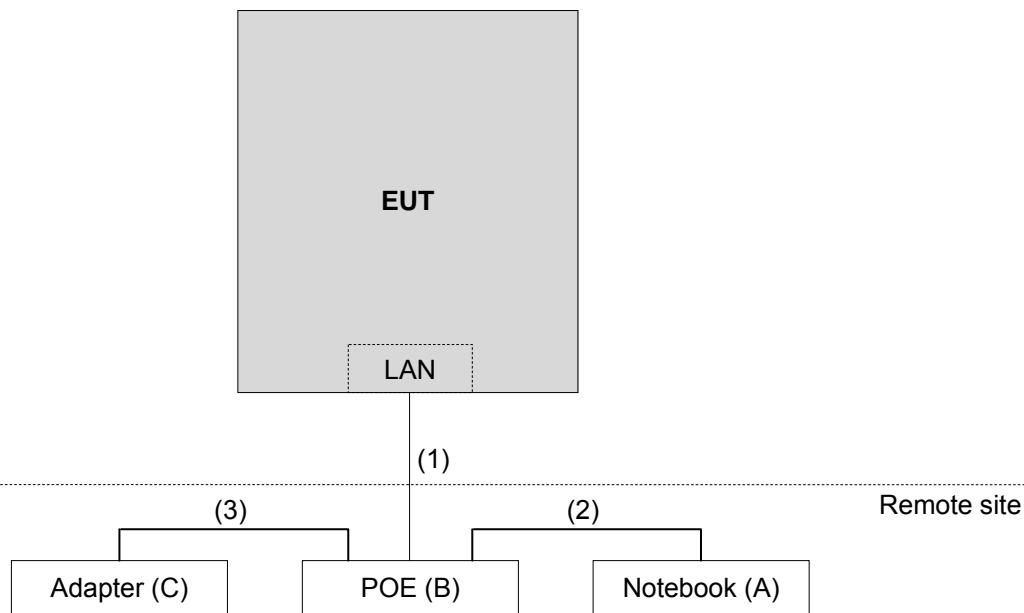 EUT
LAN
(1)
Remote site
(3)
(2)
Adapter (C)
POE (B)
Notebook (A)